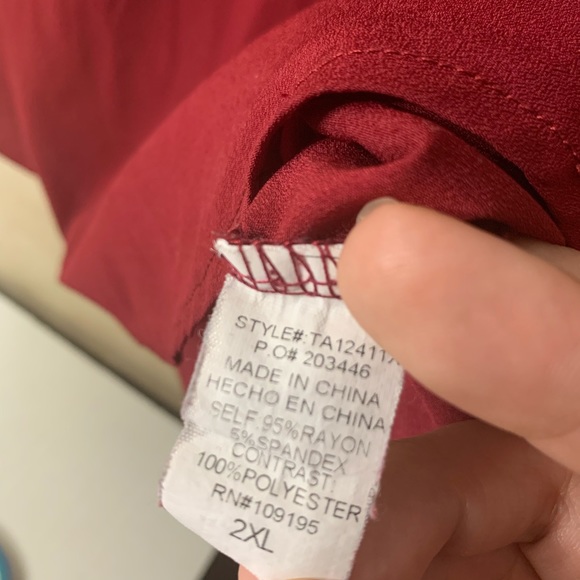 STYLE#:TA12411
P.O# 203446
MADE IN CHINA
HECHO EN CHINA
SELF:95%RAYON
5%SPANDEX
CONTRAST:
100%POLYESTER
RN#109195
2XL